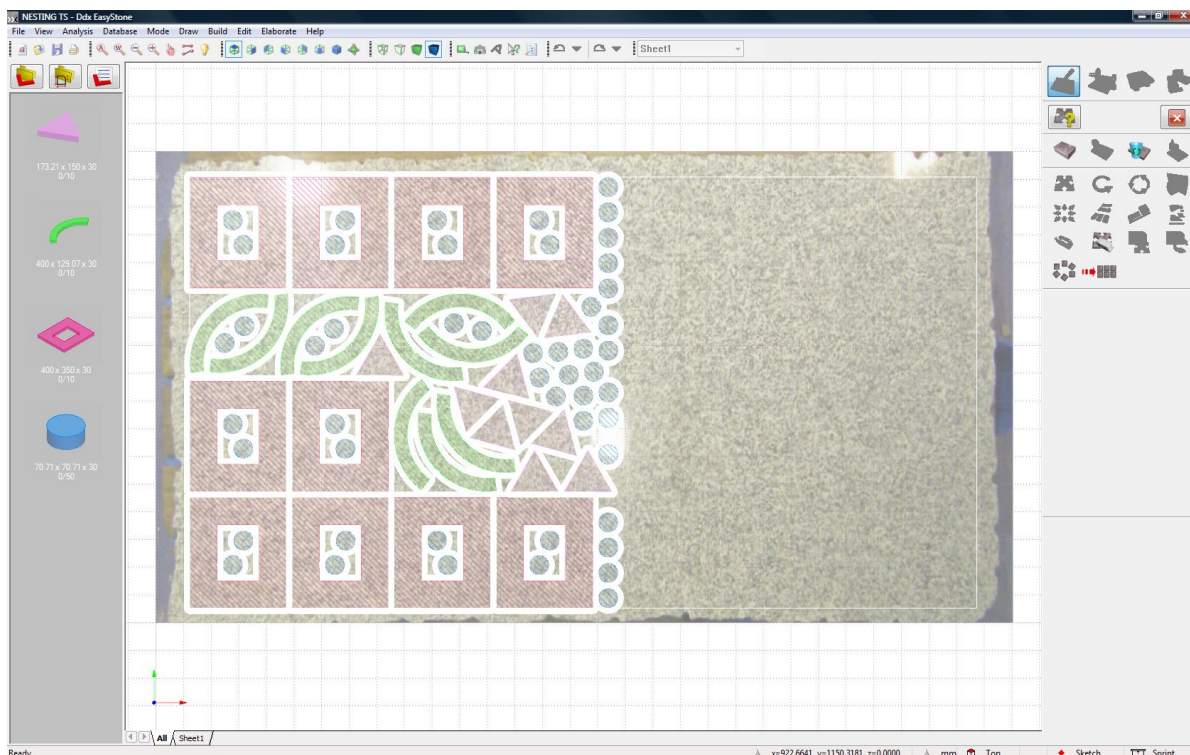 NESTING TS - Ddx EasyStone
File View Analysis Database Mode Draw Build Edit Elaborate Help
Sheet1
173.21 x 150 x 30
0/10
400 x 129.07 x 30
0/10
400 x 350 x 30
0/10
70.71 x 70.71 x 30
0/50
All Sheet1
Ready x=922.6641 y=1150.3181 z=0.0000 mm Top Sketch Sprint